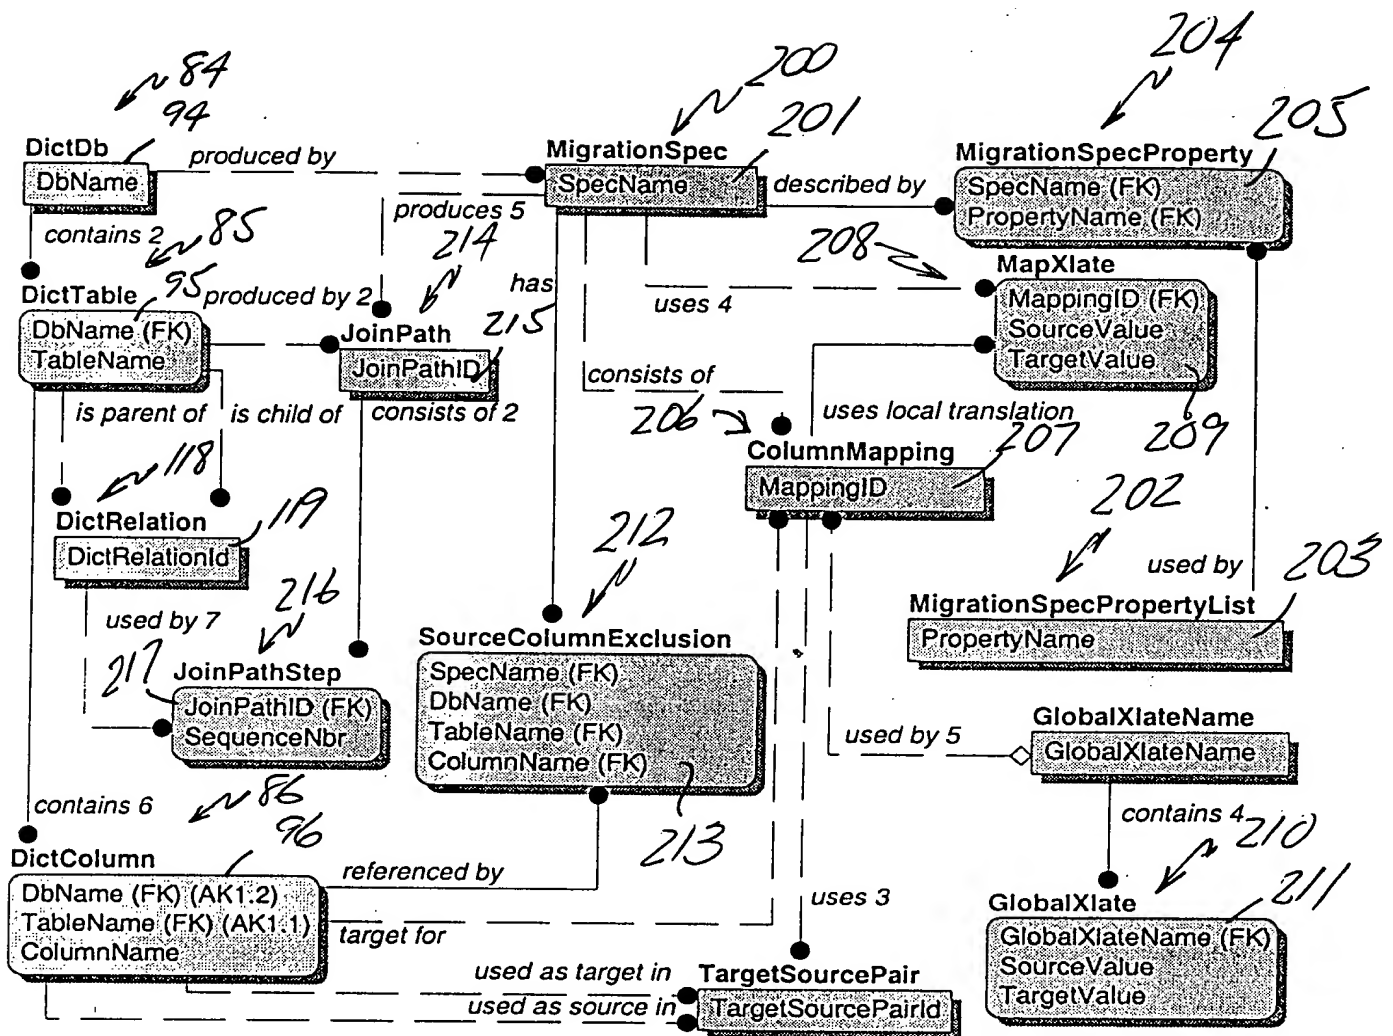 84
94
200
201
204
205
DictDb
DbName
produced by
MigrationSpec
SpecName
described by
MigrationSpecProperty
SpecName (FK)
PropertyName (FK)
contains 2
85
produces 5
214
208
DictTable
95
produced by 2
DbName (FK)
TableName
JoinPath
JoinPathID
215
has
uses 4
MapXlate
MappingID (FK)
SourceValue
TargetValue
209
is parent of
is child of
consists of 2
consists of
206
uses local translation
ColumnMapping
MappingID
207
118
DictRelation
119
DictRelationId
212
202
used by
203
used by 7
216
217
JoinPathStep
JoinPathID (FK)
SequenceNbr
SourceColumnExclusion
SpecName (FK)
DbName (FK)
TableName (FK)
ColumnName (FK)
213
MigrationSpecPropertyList
PropertyName
used by 5
GlobalXlateName
GlobalXlateName
contains 6
86
96
contains 4
210
211
DictColumn
DbName (FK) (AK1.2)
TableName (FK) (AK1.1)
ColumnName
referenced by
target for
uses 3
GlobalXlate
GlobalXlateName (FK)
SourceValue
TargetValue
used as target in
used as source in
TargetSourcePair
TargetSourcePairId